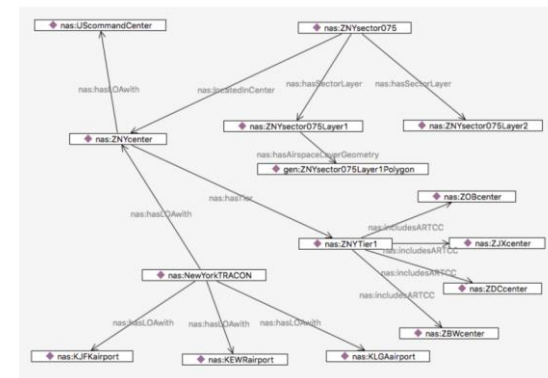 nas:UScommandCenter
nas:ZNYsector075
nas:hasLOAwith
nas:locatedInCenter
nas:hasSectorLayer
nas:hasSectorLayer
nas:ZNYsector075Layer1
nas:ZNYsector075Layer2
nas:ZNYcenter
nas:hasAirspaceLayerGeometry
gen:ZNYsector075Layer1Polygon
nas:hasTier
nas:ZOBcenter
nas:hasLOAwith
nas:includesARTCC
nas:ZNYTier1
nas:ZJXcenter
nas:includesARTCC
nas:NewYorkTRACON
nas:includesARTCC
nas:ZDCcenter
nas:includesARTCC
nas:hasLOAwith
nas:hasLOAwith
nas:hasLOAwith
nas:ZBWcenter
nas:KJFKairport
nas:KEWRairport
nas:KLGAairport